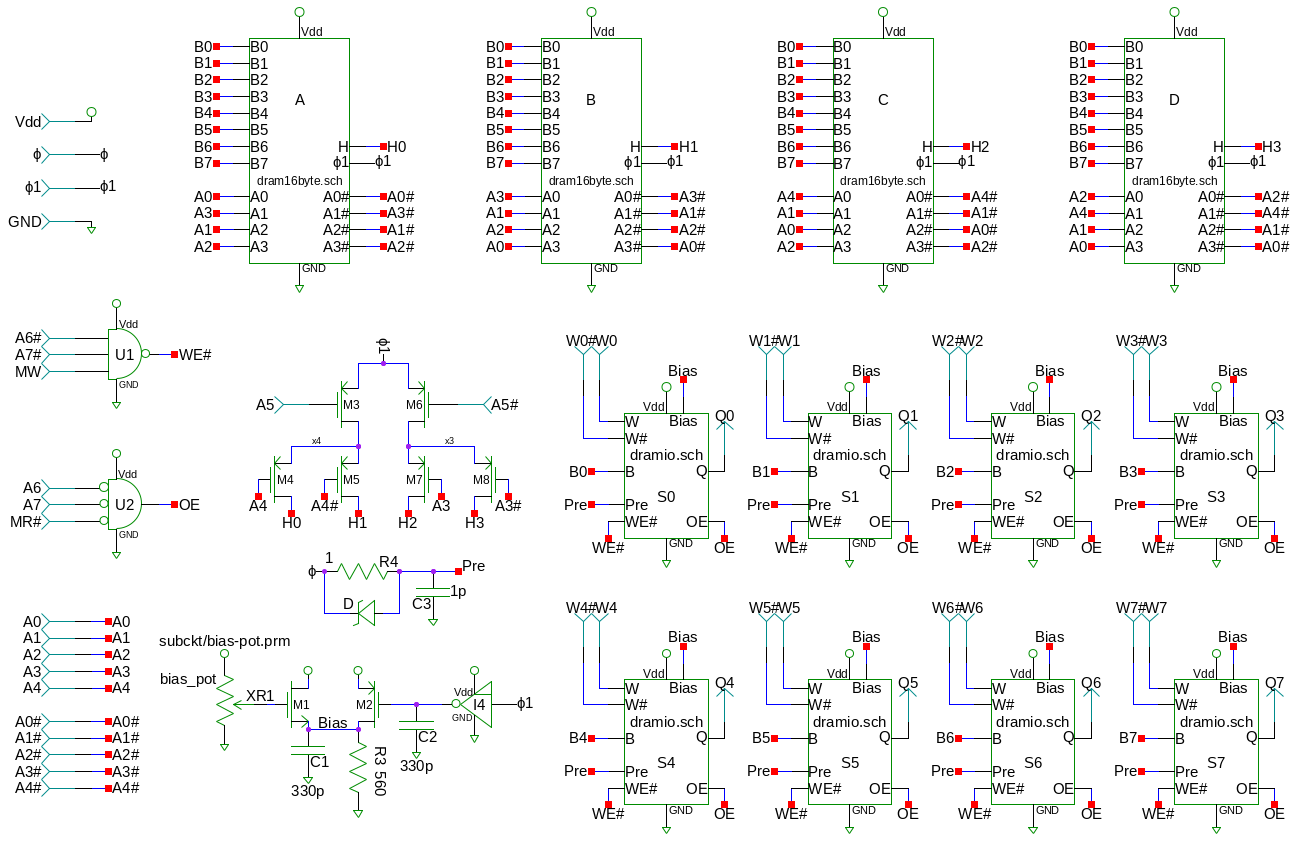 Vdd Vdd Vdd Vdd
B0 B0 B0 B0 B0 B0 B0 B0
B1 B1 B1 B1 B1 B1 B1 B1
B2 B2 B2 B2 B2 B2 B2 B2
B3 B3 A B3 B3 B B3 B3 C B3 B3 D
B4 B4 B4 B4 B4 B4 B4 B4
B5 B5 B5 B5 B5 B5 B5 B5
B6 B6 H H0 B6 B6 H H1 B6 B6 H H2 B6 B6 H H3
B7 B7 ϕ1 ϕ1 B7 B7 ϕ1 ϕ1 B7 B7 ϕ1 ϕ1 B7 B7 ϕ1 ϕ1
dram16byte.sch dram16byte.sch dram16byte.sch dram16byte.sch
A0 A0 A0# A0# A3 A0 A0# A3# A4 A0 A0# A4# A2 A0 A0# A2#
A3 A1 A1# A3# A1 A1 A1# A1# A1 A1 A1# A1# A4 A1 A1# A4#
A1 A2 A2# A1# A2 A2 A2# A2# A0 A2 A2# A0# A1 A2 A2# A1#
A2 A3 A3# A2# A0 A3 A3# A0# A2 A3 A3# A2# A0 A3 A3# A0#
GND GND GND GND
Vdd
ϕ ϕ
ϕ1 ϕ1
GND
Vdd
A6#
A7# U1 WE#
MW
GND
Vdd
A6
A7 U2 OE
MR#
GND
ϕ1
A5 M3 M6 A5#
x4 x3
M4 M5 M7 M8
A4 A4# A3 A3#
H0 H1 H2 H3
1 R4
ϕ Pre
D C3 1p
A0 A0
A1 A1
A2 A2
A3 A3
A4 A4
A0# A0#
A1# A1#
A2# A2#
A3# A3#
A4# A4#
subckt/bias-pot.prm
bias_pot
XR1 M1 M2 Vdd I4 ϕ1
GND
Bias
C1 R3 560 C2
330p 330p
W0# W0 W1# W1 W2# W2 W3# W3
Bias Bias Bias Bias
Vdd Vdd Vdd Vdd
W Bias Q0 W Bias Q1 W Bias Q2 W Bias Q3
W# W# W# W#
dramio.sch dramio.sch dramio.sch dramio.sch
B0 B Q B1 B Q B2 B Q B3 B Q
Pre Pre S0 Pre Pre S1 Pre Pre S2 Pre Pre S3
WE# OE WE# OE WE# OE WE# OE
GND GND GND GND
WE# OE WE# OE WE# OE WE# OE
W4# W4 W5# W5 W6# W6 W7# W7
Bias Bias Bias Bias
Vdd Vdd Vdd Vdd
W Bias Q4 W Bias Q5 W Bias Q6 W Bias Q7
W# W# W# W#
dramio.sch dramio.sch dramio.sch dramio.sch
B4 B Q B5 B Q B6 B Q B7 B Q
Pre Pre S4 Pre Pre S5 Pre Pre S6 Pre Pre S7
WE# OE WE# OE WE# OE WE# OE
GND GND GND GND
WE# OE WE# OE WE# OE WE# OE